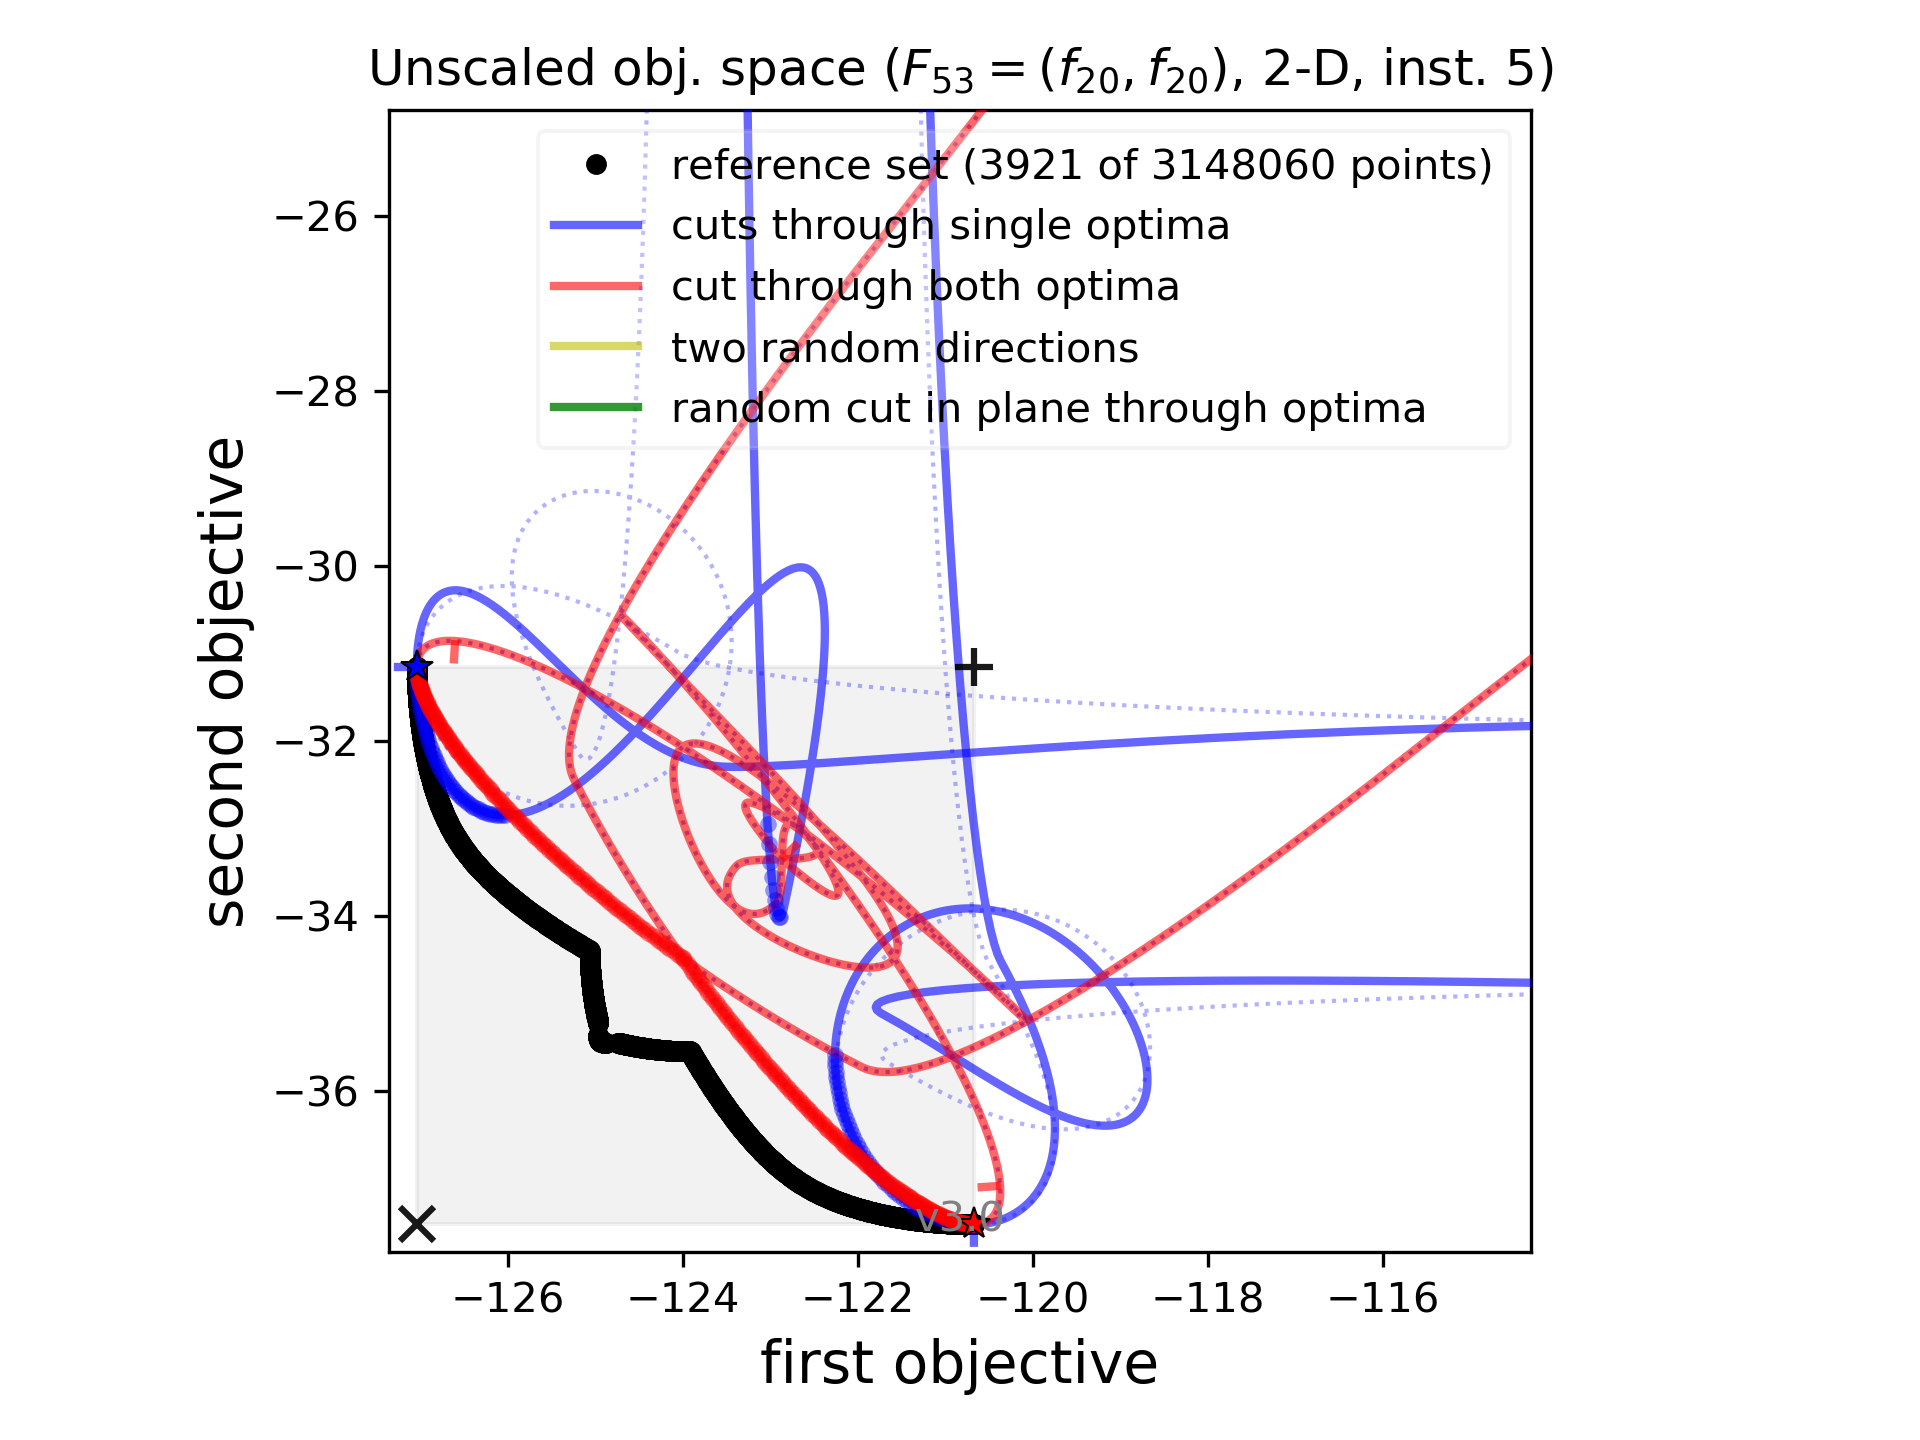 Unscaled obj. space (F₅₃ = (f₂₀, f₂₀), 2-D, inst. 5)
reference set (3921 of 3148060 points)
cuts through single optima
cut through both optima
two random directions
random cut in plane through optima
second objective
−26
−28
−30
−32
−34
−36
v3.0
−126 −124 −122 −120 −118 −116
first objective